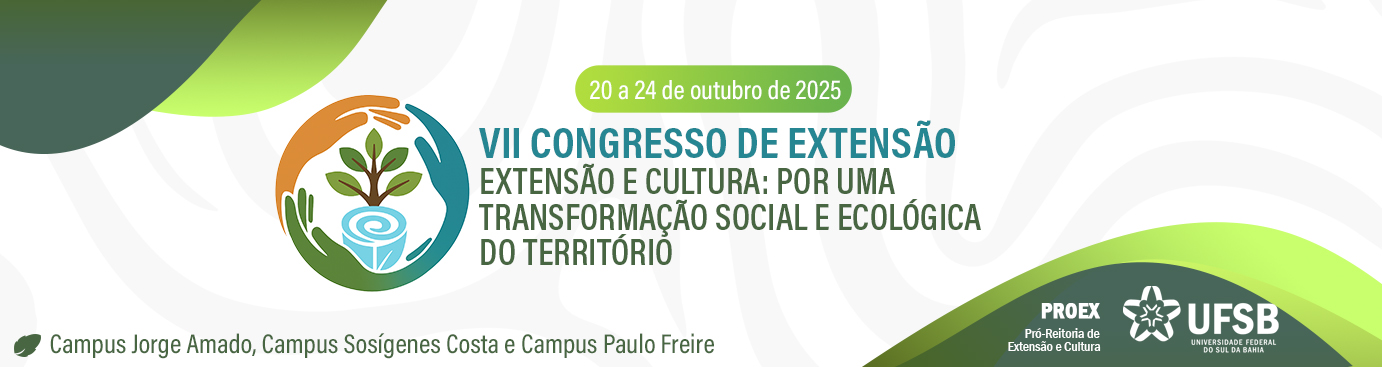 20 a 24 de outubro de 2025
VII CONGRESSO DE EXTENSÃO
EXTENSÃO E CULTURA: POR UMA
TRANSFORMAÇÃO SOCIAL E ECOLÓGICA
DO TERRITÓRIO
Campus Jorge Amado, Campus Sosígenes Costa e Campus Paulo Freire
PROEX
Pró-Reitoria de
Extensão e Cultura
UFSB
UNIVERSIDADE FEDERAL
DO SUL DA BAHIA